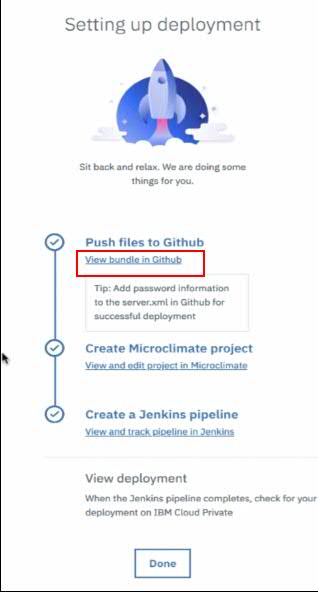 Setting up deployment
Sit back and relax. We are doing some
things for you.
Push files to Github
View bundle in Github
Tip: Add password information
to the server.xml in Github for
successful deployment
Create Microclimate project
View and edit project in Microclimate
Create a Jenkins pipeline
View and track pipeline in Jenkins
View deployment
When the Jenkins pipeline completes, check for your
deployment on IBM Cloud Private
Done